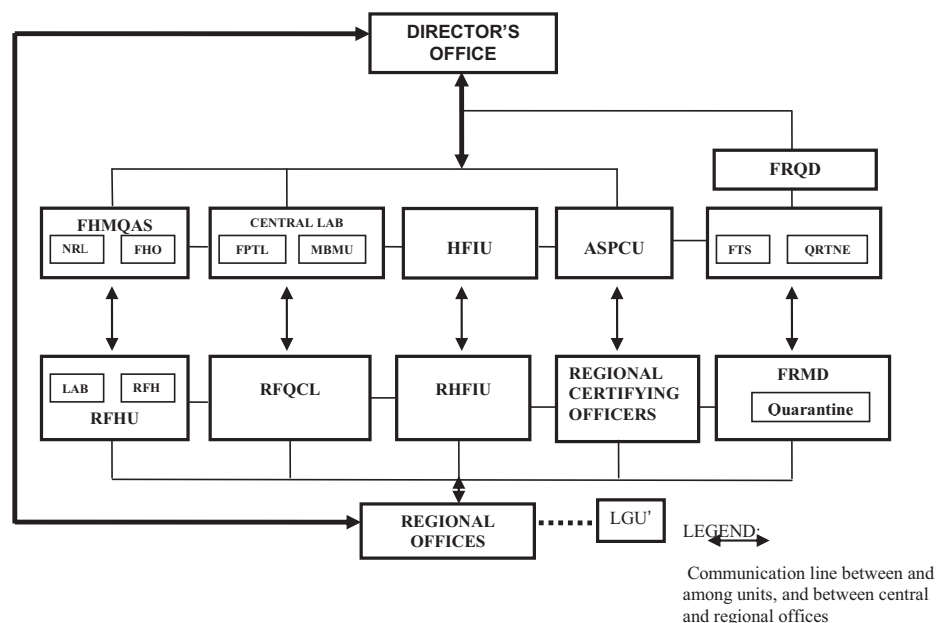 DIRECTOR'S
OFFICE
FRQD
FHMQAS
NRL
FHO
CENTRAL LAB
FPTL
MBMU
HFIU
ASPCU
FTS
QRTNE
LAB
RFH
RFHU
RFQCL
RHFIU
REGIONAL
CERTIFYING
OFFICERS
FRMD
Quarantine
REGIONAL
OFFICES
LGU'
LEGEND:
Communication line between and
among units, and between central
and regional offices